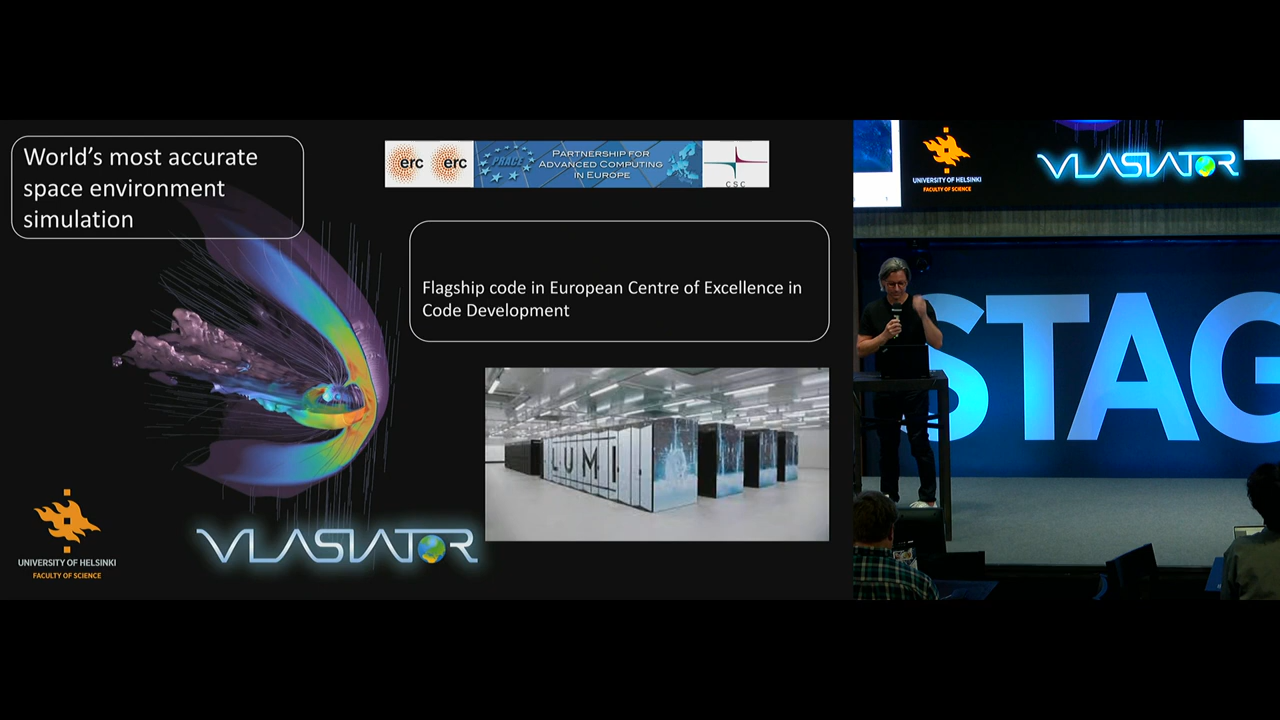 World's most accurate
space environment
simulation
erc
erc
PRACE
PARTNERSHIP FOR
ADVANCED COMPUTING
IN EUROPE
CSC
Flagship code in European Centre of Excellence in
Code Development
LUMI
UNIVERSITY OF HELSINKI
FACULTY OF SCIENCE
VLASIATOR
UNIVERSITY OF HELSINKI
FACULTY OF SCIENCE
VLASIATOR
STAG